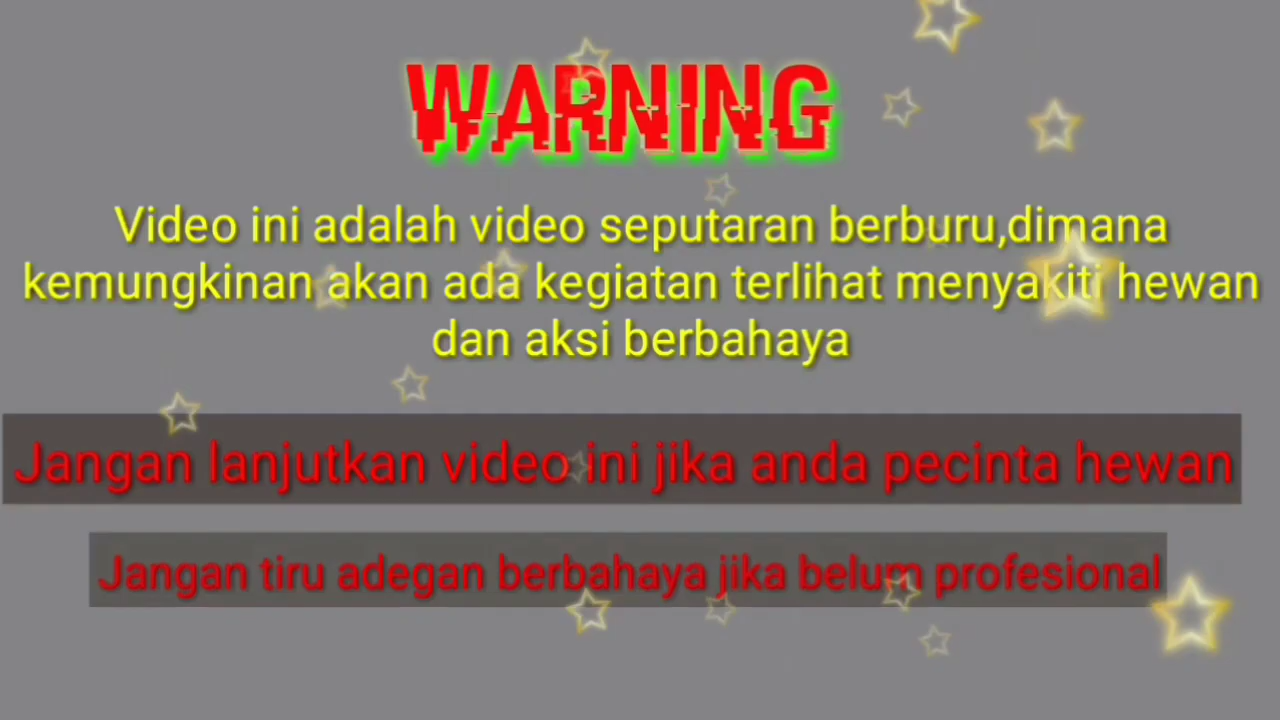 WARNING
Video ini adalah video seputaran berburu,dimana
kemungkinan akan ada kegiatan terlihat menyakiti hewan
dan aksi berbahaya
Jangan lanjutkan video ini jika anda pecinta hewan
Jangan tiru adegan berbahaya jika belum profesional